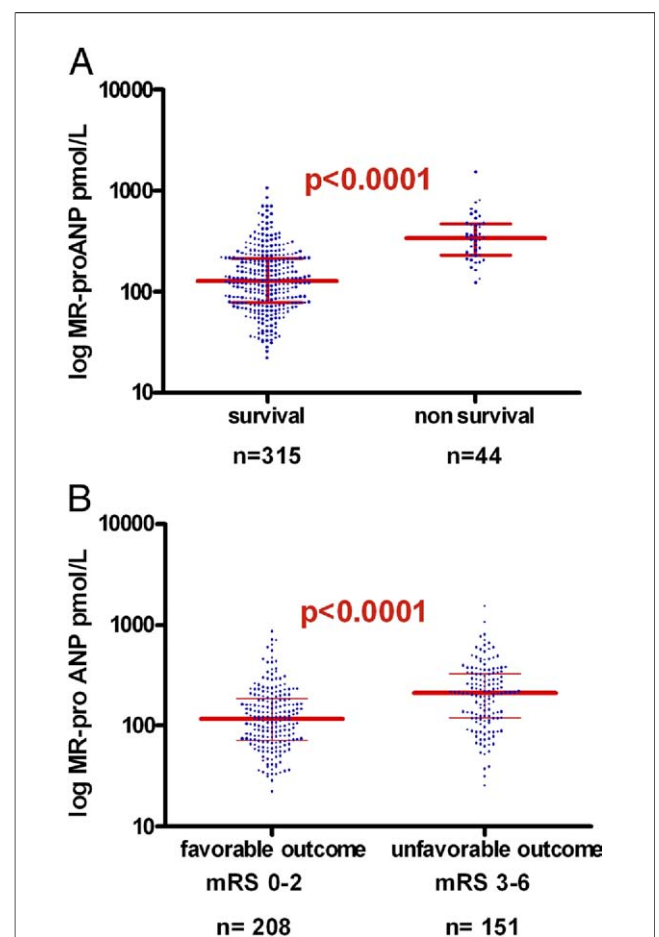 A
log MR-proANP pmol/L
10000
1000
100
10
p<0.0001
survival
non survival
n=315
n=44
B
log MR-pro ANP pmol/L
10000
1000
100
10
p<0.0001
favorable outcome
unfavorable outcome
mRS 0-2
mRS 3-6
n= 208
n= 151